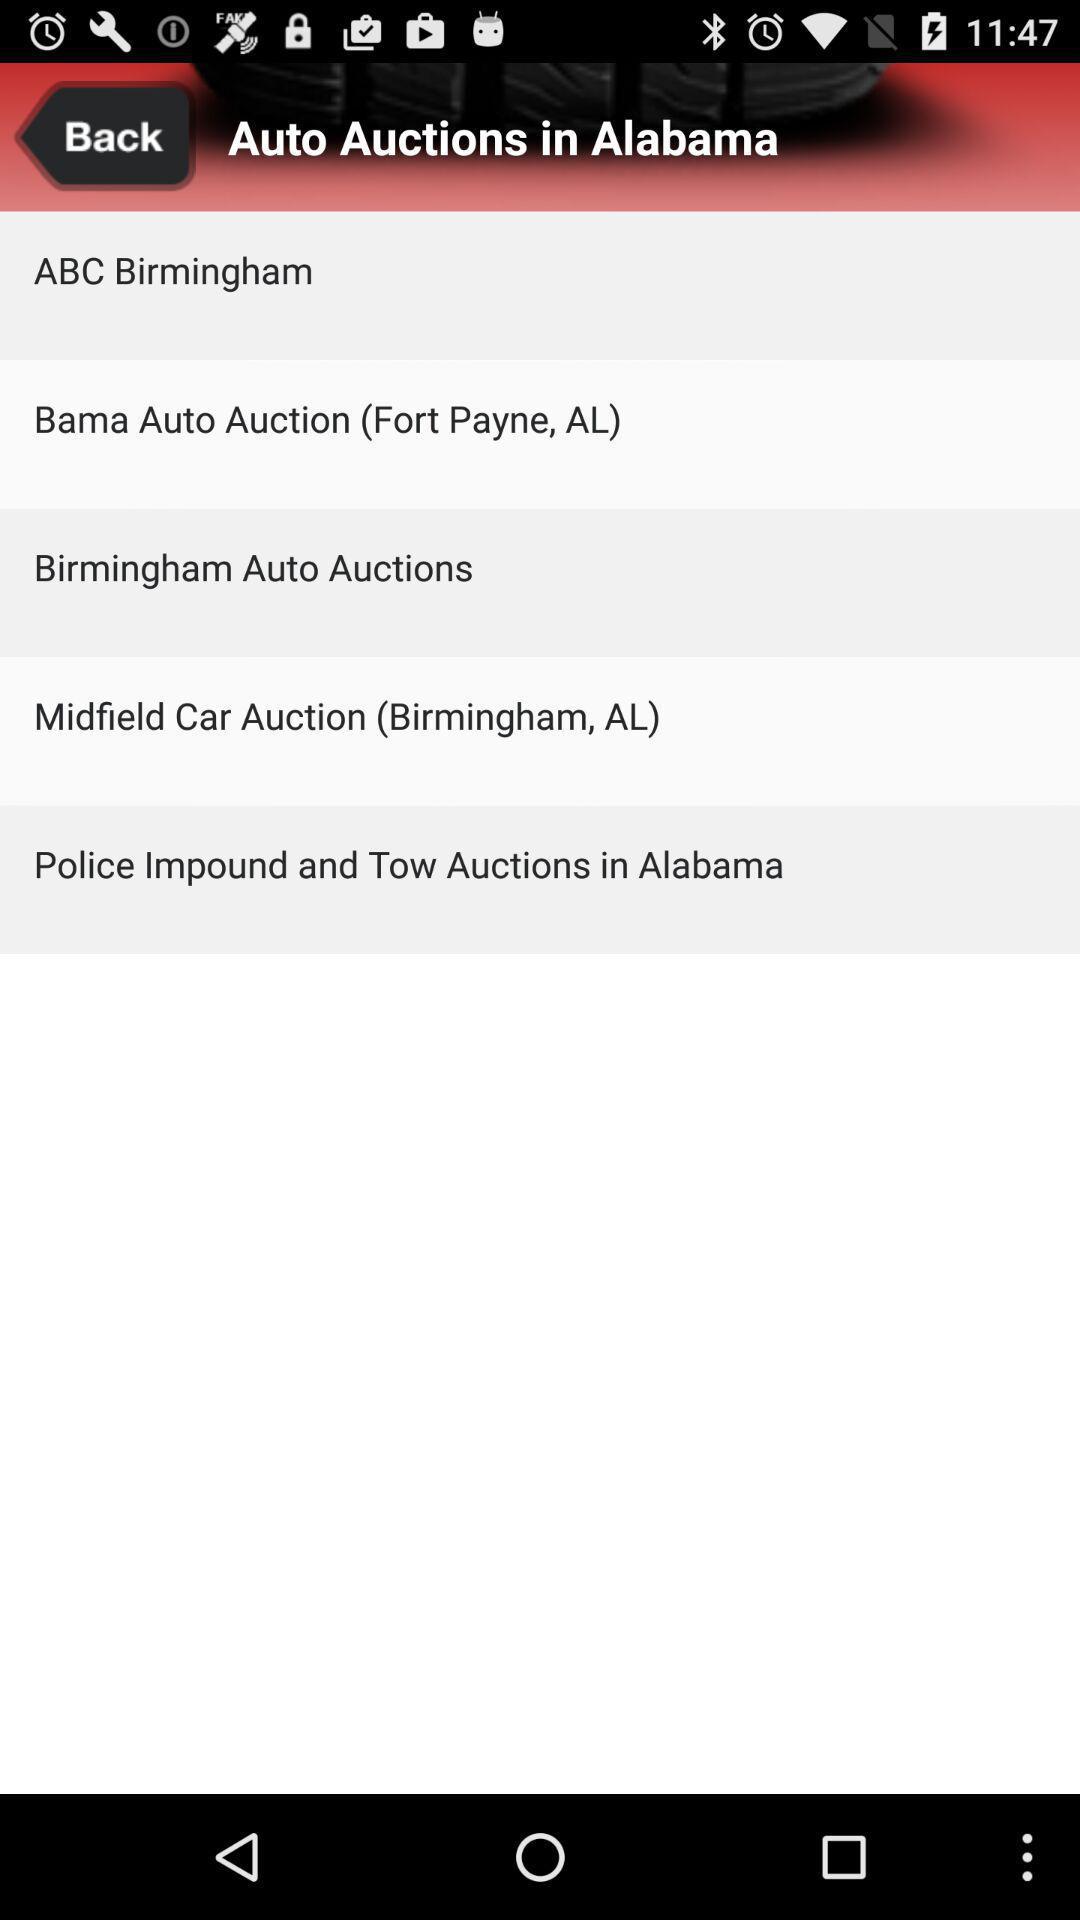 FAKE
11:47
Back
Auto Auctions in Alabama
ABC Birmingham
Bama Auto Auction (Fort Payne, AL)
Birmingham Auto Auctions
Midfield Car Auction (Birmingham, AL)
Police Impound and Tow Auctions in Alabama